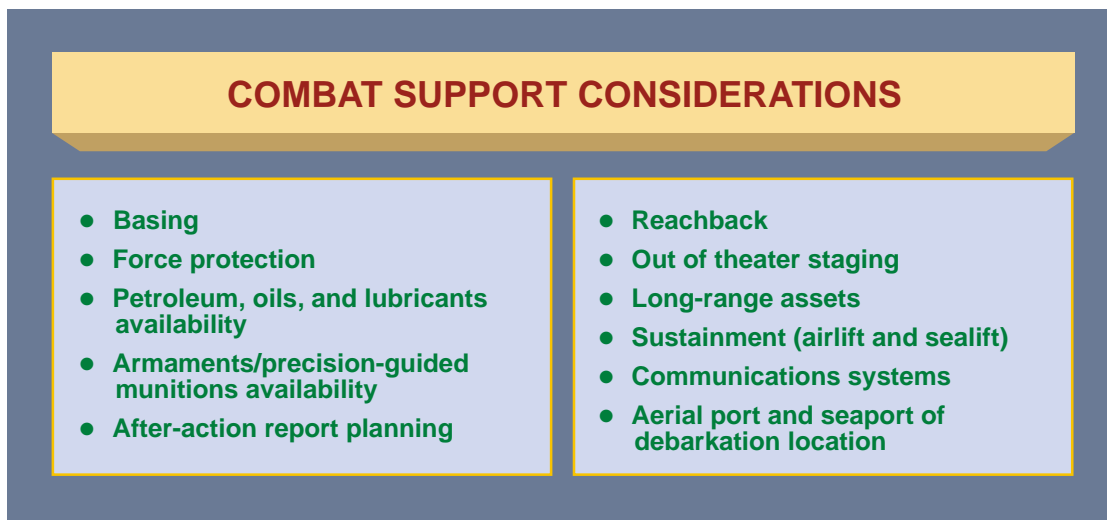 COMBAT SUPPORT CONSIDERATIONS
● Basing
● Force protection
● Petroleum, oils, and lubricants
availability
● Armaments/precision-guided
munitions availability
● After-action report planning
● Reachback
● Out of theater staging
● Long-range assets
● Sustainment (airlift and sealift)
● Communications systems
● Aerial port and seaport of
debarkation location